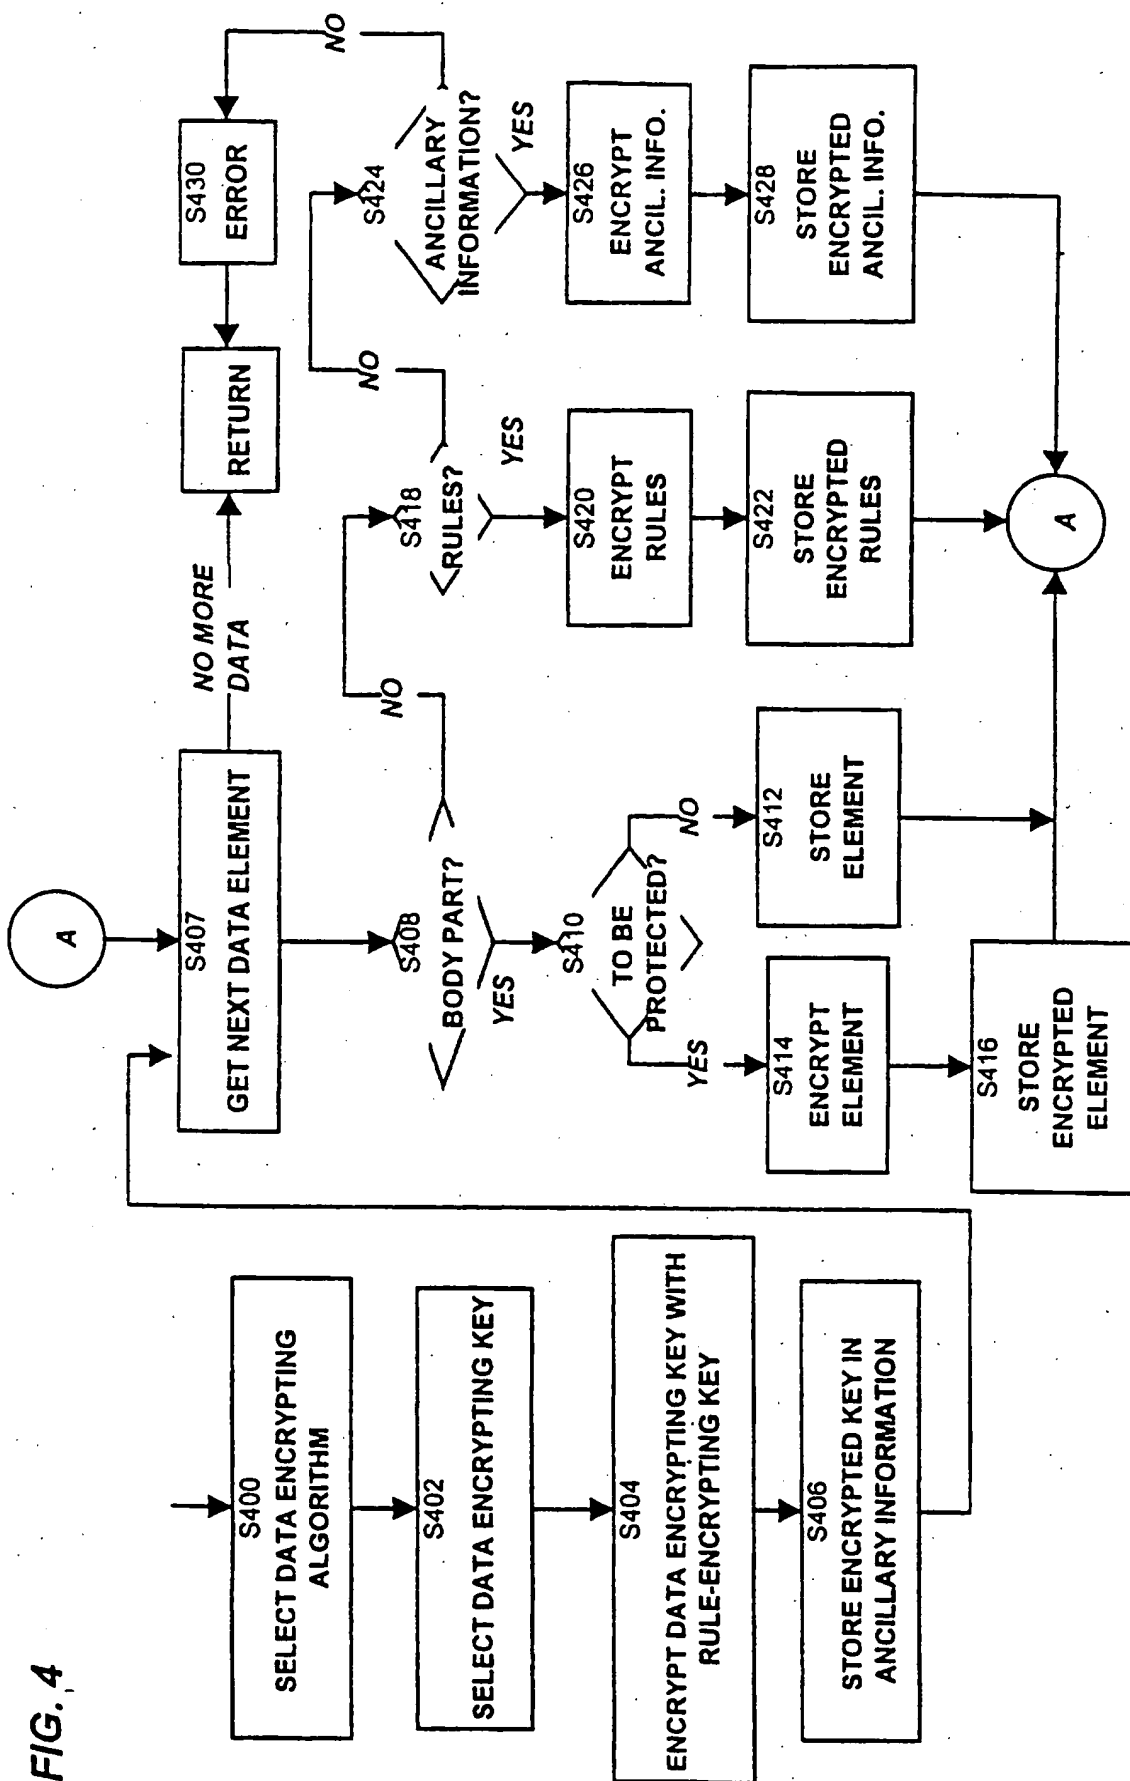 FIG. 4
S400
SELECT DATA ENCRYPTING
ALGORITHM
S402
SELECT DATA ENCRYPTING KEY
S404
ENCRYPT DATA ENCRYPTING KEY WITH
RULE-ENCRYPTING KEY
S406
STORE ENCRYPTED KEY IN
ANCILLARY INFORMATION
A
S407
GET NEXT DATA ELEMENT
NO MORE
DATA
RETURN
S430
ERROR
S408
BODY PART?
YES
NO
S410
TO BE
PROTECTED?
YES
NO
S414
ENCRYPT
ELEMENT
S416
STORE
ENCRYPTED
ELEMENT
S412
STORE
ELEMENT
S418
RULES?
YES
NO
S420
ENCRYPT
RULES
S422
STORE
ENCRYPTED
RULES
S424
ANCILLARY
INFORMATION?
YES
NO
S426
ENCRYPT
ANCIL. INFO.
S428
STORE
ENCRYPTED
ANCIL. INFO.
A